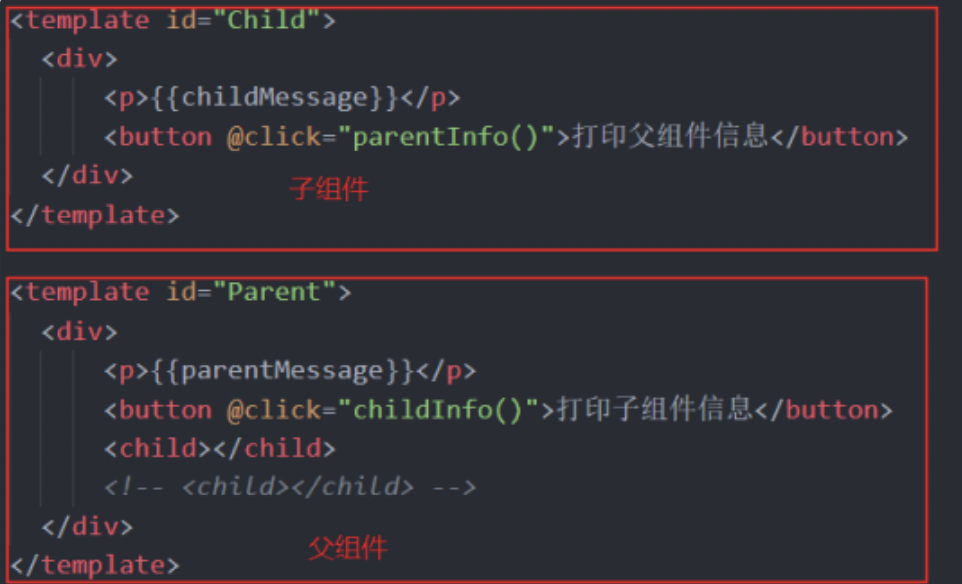 <template id="Child">
<div>
<p>{{childMessage}}</p>
<button @click="parentInfo()">打印父组件信息</button>
</div>
子组件
</template>
<template id="Parent">
<div>
<p>{{parentMessage}}</p>
<button @click="childInfo()">打印子组件信息</button>
<child></child>
<!-- <child></child> -->
</div>
父组件
</template>